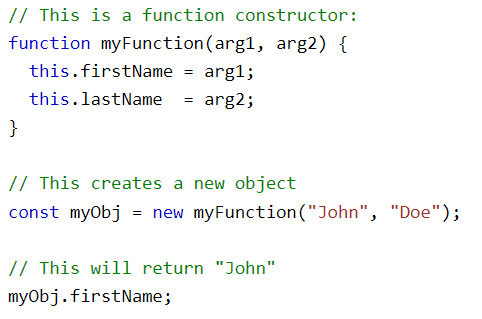 // This is a function constructor:
function myFunction(arg1, arg2) {
  this.firstName = arg1;
  this.lastName  = arg2;
}

// This creates a new object
const myObj = new myFunction("John", "Doe");

// This will return "John"
myObj.firstName;